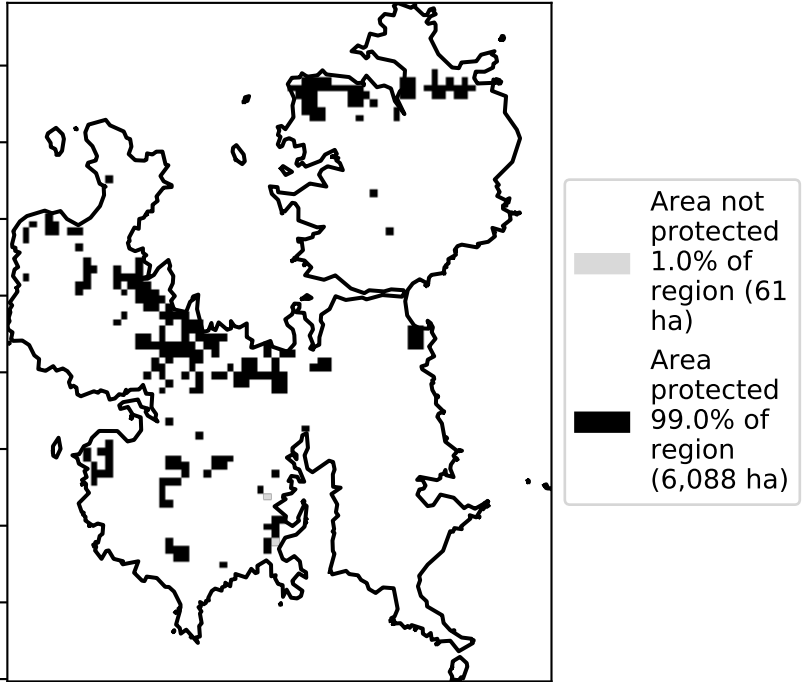 Area not
protected
1.0% of
region (61
ha)
Area
protected
99.0% of
region
(6,088 ha)